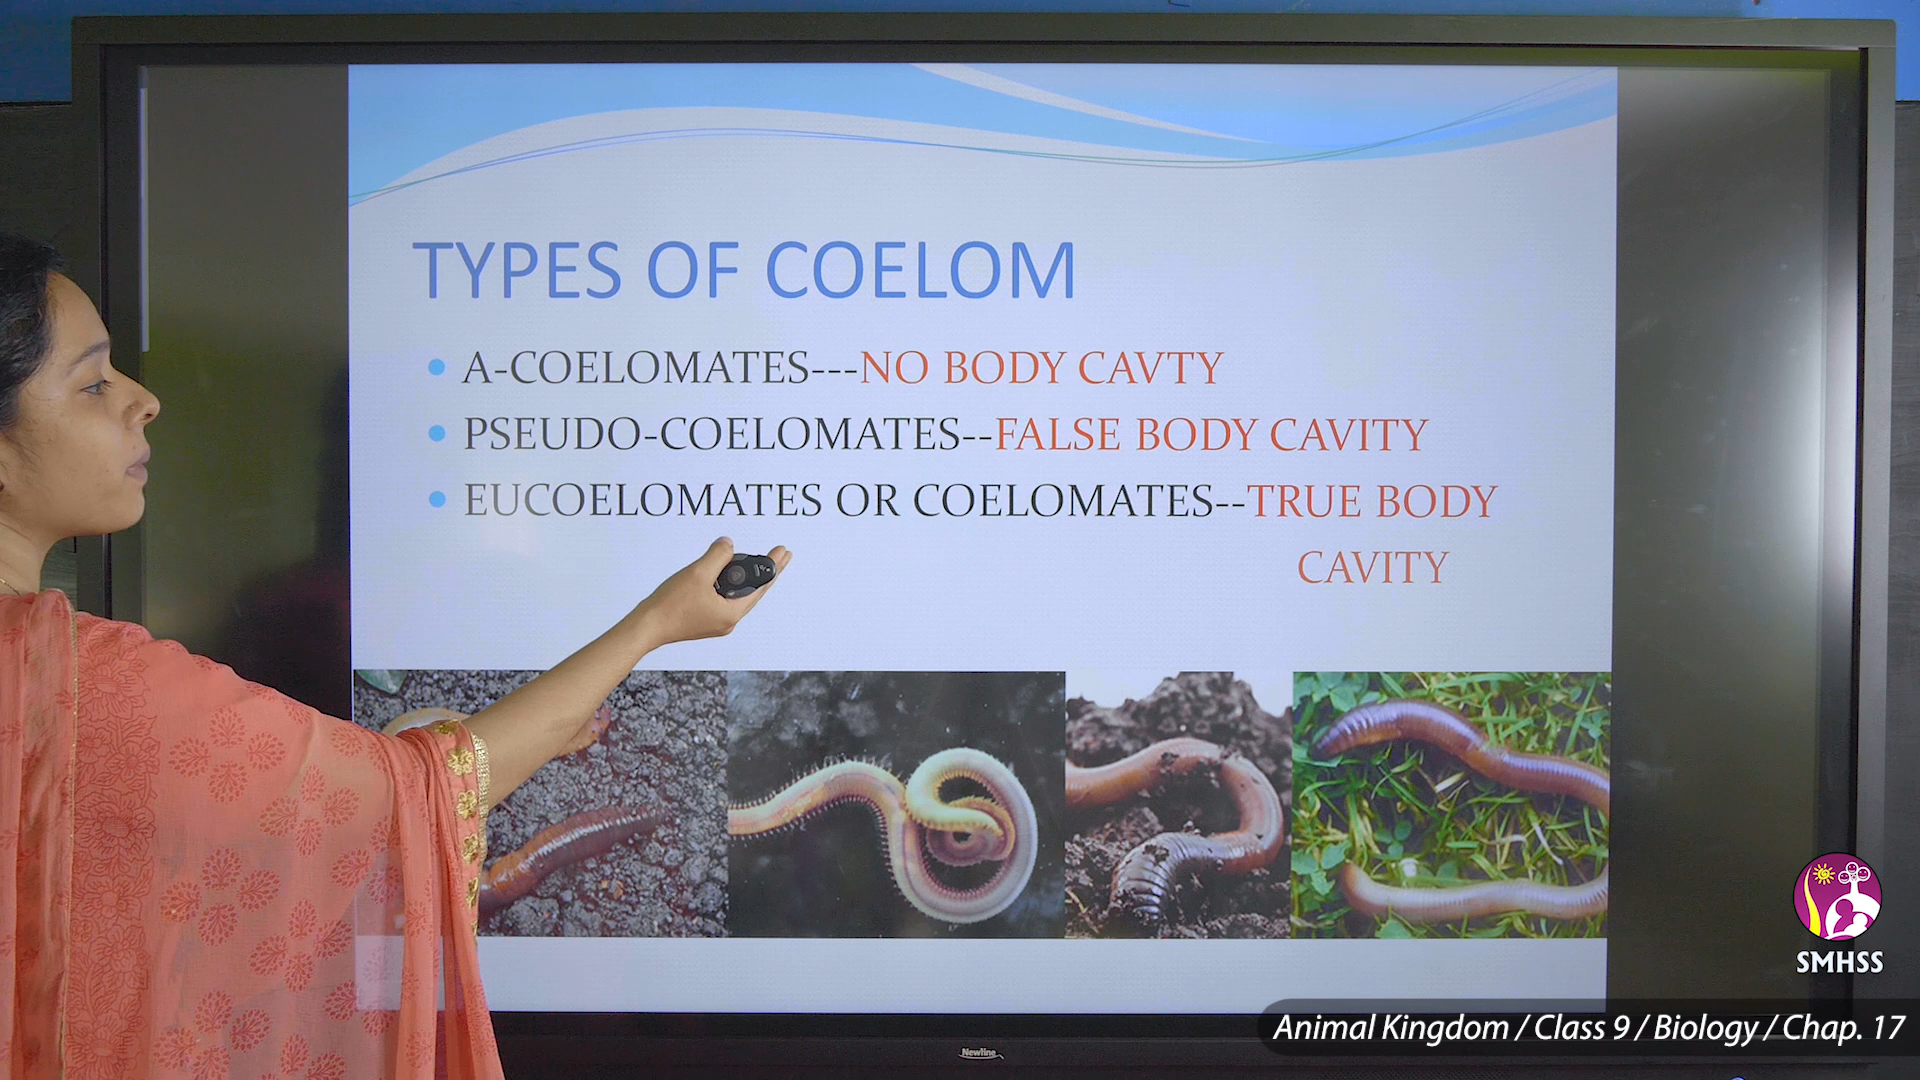 TYPES OF COELOM
A-COELOMATES---NO BODY CAVTY
PSEUDO-COELOMATES--FALSE BODY CAVITY
EUCOELOMATES OR COELOMATES--TRUE BODY
CAVITY
SMHSS
Animal Kingdom / Class 9 / Biology / Chap. 17
Newline